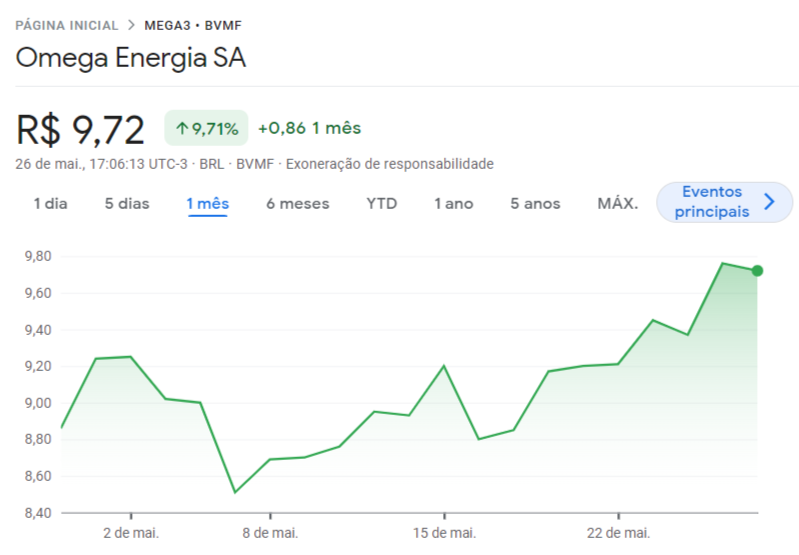 PÁGINA INICIAL > MEGA3 • BVMF
Omega Energia SA
R$ 9,72 ↑ 9,71% +0,86 1 mês
26 de mai., 17:06:13 UTC-3 · BRL · BVMF · Exoneração de responsabilidade
1 dia 5 dias 1 mês 6 meses YTD 1 ano 5 anos MÁX. Eventos
principais
9,80
9,60
9,40
9,20
9,00
8,80
8,60
8,40
2 de mai. 8 de mai. 15 de mai. 22 de mai.